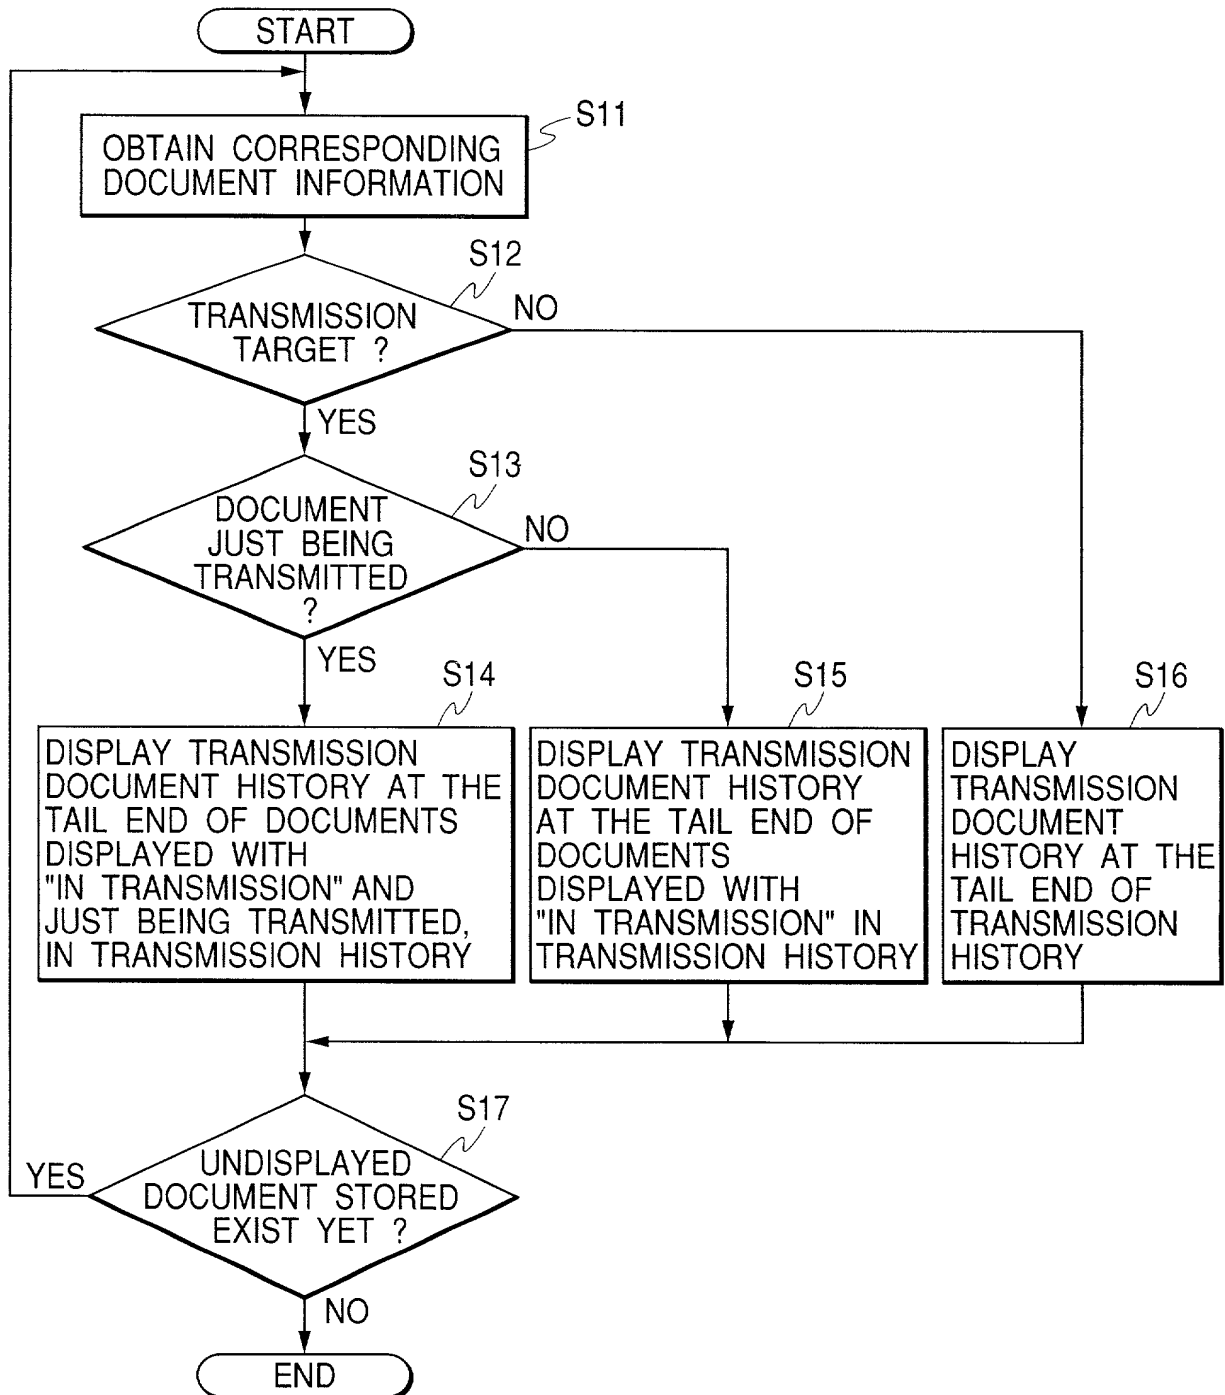 START
S11
OBTAIN CORRESPONDING
DOCUMENT INFORMATION
S12
TRANSMISSION
TARGET ?
NO
YES
S13
DOCUMENT
JUST BEING
TRANSMITTED
?
NO
YES
S14
DISPLAY TRANSMISSION
DOCUMENT HISTORY AT THE
TAIL END OF DOCUMENTS
DISPLAYED WITH
"IN TRANSMISSION" AND
JUST BEING TRANSMITTED,
IN TRANSMISSION HISTORY
S15
DISPLAY TRANSMISSION
DOCUMENT HISTORY
AT THE TAIL END OF
DOCUMENTS
DISPLAYED WITH
"IN TRANSMISSION" IN
TRANSMISSION HISTORY
S16
DISPLAY
TRANSMISSION
DOCUMENT
HISTORY AT THE
TAIL END OF
TRANSMISSION
HISTORY
S17
UNDISPLAYED
DOCUMENT STORED
EXIST YET ?
YES
NO
END